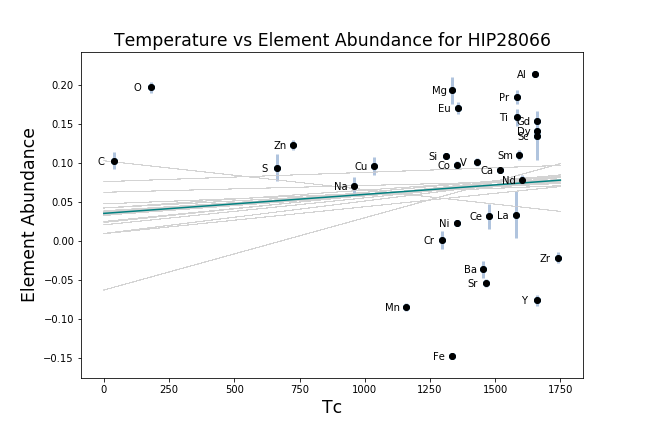 Temperature vs Element Abundance for HIP28066
Element Abundance
0.20
0.15
0.10
0.05
0.00
−0.05
−0.10
−0.15
Al
O
Mg
Pr
Eu
Ti
Gd
Dy
Sc
Zn
Si
Sm
C
Co
V
S
Cu
Ca
Na
Nd
Ni
Ce
La
Cr
Zr
Ba
Sr
Mn
Y
Fe
0
250
500
750
1000
1250
1500
1750
Tc